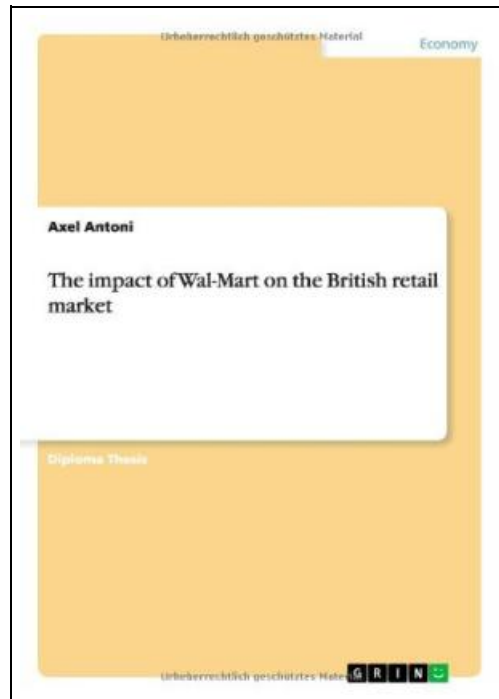 Urheberrechtlich geschütztes Material
Economy
Axel Antoni
The impact of Wal-Mart on the British retail
market
Diploma Thesis
Urheberrechtlich geschütztes Mate
GRIN